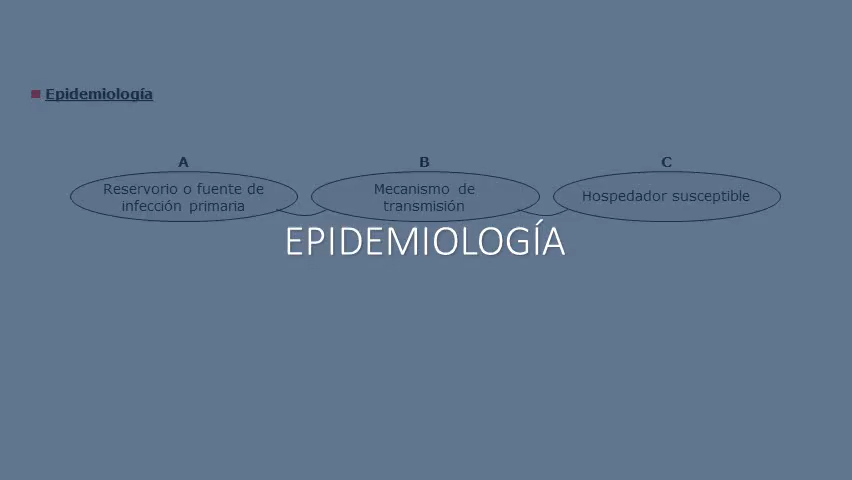 Epidemiología
A
B
C
Reservorio o fuente de
infección primaria
Mecanismo de
transmisión
Hospedador susceptible
EPIDEMIOLOGÍA